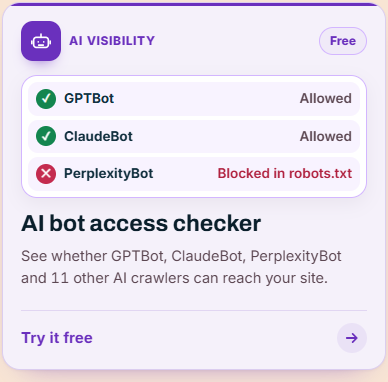 AI VISIBILITY
Free
GPTBot Allowed
ClaudeBot Allowed
PerplexityBot Blocked in robots.txt
AI bot access checker
See whether GPTBot, ClaudeBot, PerplexityBot
and 11 other AI crawlers can reach your site.
Try it free